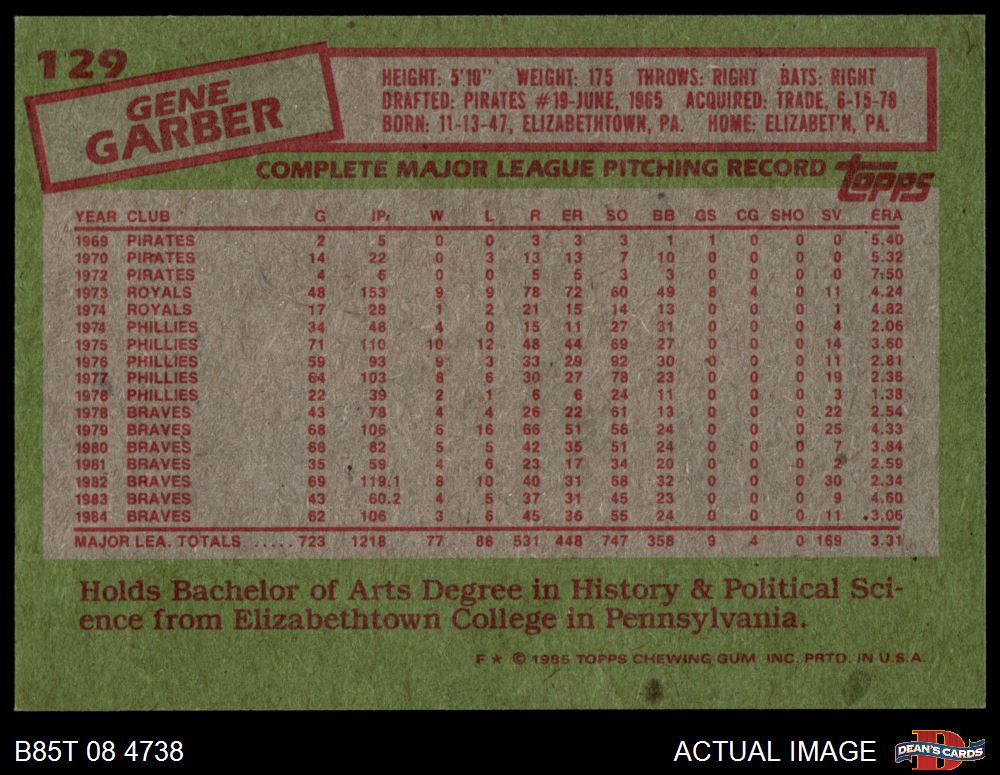 129
GENE
GARBER
HEIGHT: 5'10" WEIGHT: 175 THROWS: RIGHT BATS: RIGHT
DRAFTED: PIRATES #19-JUNE, 1965 ACQUIRED: TRADE, 6-15-78
BORN: 11-13-47, ELIZABETHTOWN, PA. HOME: ELIZABET'N, PA.
COMPLETE MAJOR LEAGUE PITCHING RECORD
TOPPS
YEAR CLUB G IP W L R ER SO BB GS CG SHO SV ERA
1969 PIRATES 2 5 0 0 3 3 3 1 1 0 0 0 5.40
1970 PIRATES 14 22 0 3 13 13 7 10 0 0 0 0 5.32
1972 PIRATES 4 6 0 0 5 5 3 3 0 0 0 0 7.50
1973 ROYALS 48 153 9 9 78 72 60 49 8 4 0 11 4.24
1974 ROYALS 17 28 1 2 21 15 14 13 0 0 0 1 4.82
1974 PHILLIES 34 48 4 0 15 11 27 31 0 0 0 4 2.06
1975 PHILLIES 71 110 10 12 48 44 69 27 0 0 0 14 3.60
1976 PHILLIES 59 93 9 3 33 29 92 30 0 0 0 11 2.81
1977 PHILLIES 64 103 8 6 30 27 78 23 0 0 0 19 2.36
1978 PHILLIES 22 39 2 1 6 6 24 11 0 0 0 3 1.38
1978 BRAVES 43 78 4 4 26 22 61 13 0 0 0 22 2.54
1979 BRAVES 68 106 6 16 66 51 56 24 0 0 0 25 4.33
1980 BRAVES 68 82 5 5 42 35 51 24 0 0 0 7 3.84
1981 BRAVES 35 59 4 6 23 17 34 20 0 0 0 2 2.59
1982 BRAVES 69 119.1 8 10 40 31 68 32 0 0 0 30 2.34
1983 BRAVES 43 60.2 4 5 37 31 45 23 0 0 0 9 4.60
1984 BRAVES 62 106 3 6 45 36 55 24 0 0 0 11 3.06
MAJOR LEA. TOTALS ..... 723 1218 77 88 531 448 747 358 9 4 0 169 3.31
Holds Bachelor of Arts Degree in History & Political Sci-
ence from Elizabethtown College in Pennsylvania.
F * © 1985 TOPPS CHEWING GUM, INC. PRTD. IN U.S.A.
B85T 08 4738
ACTUAL IMAGE
DEAN'S CARDS